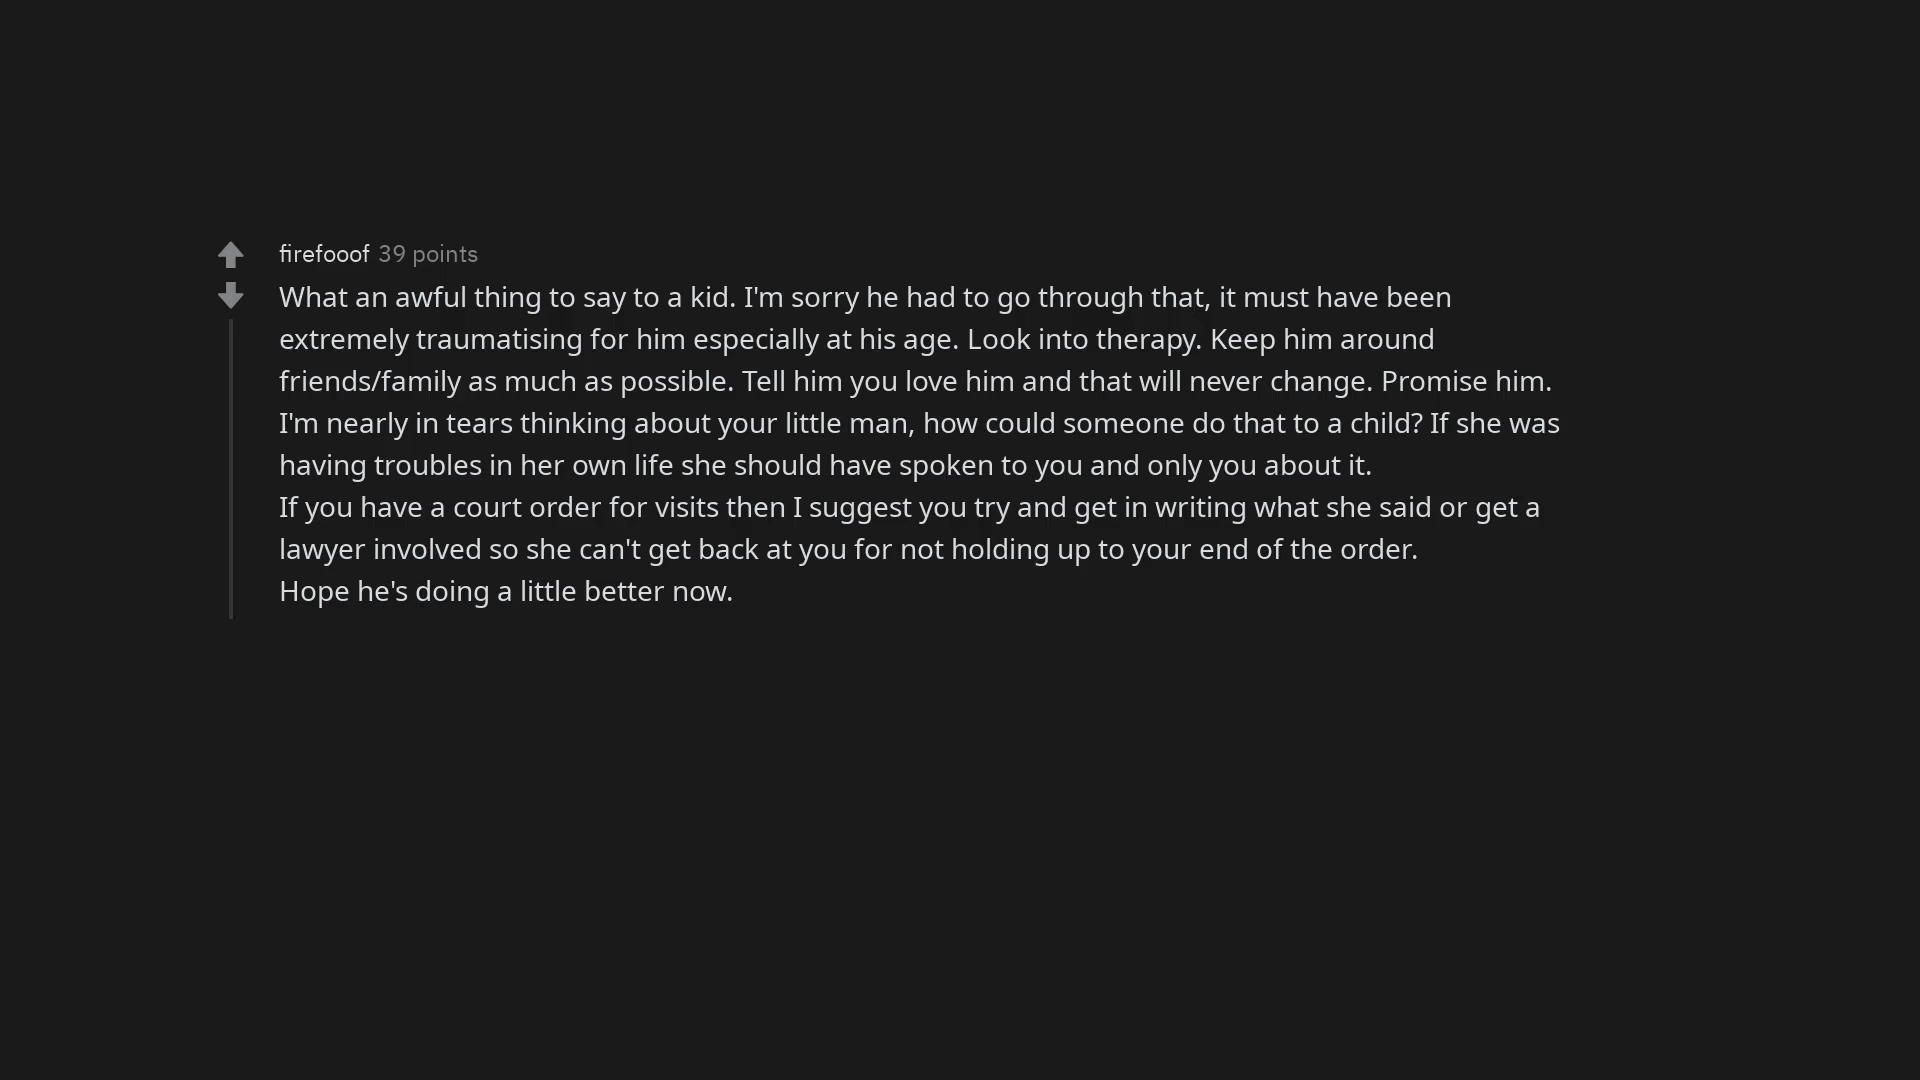 firefooof 39 points
What an awful thing to say to a kid. I'm sorry he had to go through that, it must have been
extremely traumatising for him especially at his age. Look into therapy. Keep him around
friends/family as much as possible. Tell him you love him and that will never change. Promise him.
I'm nearly in tears thinking about your little man, how could someone do that to a child? If she was
having troubles in her own life she should have spoken to you and only you about it.
If you have a court order for visits then I suggest you try and get in writing what she said or get a
lawyer involved so she can't get back at you for not holding up to your end of the order.
Hope he's doing a little better now.